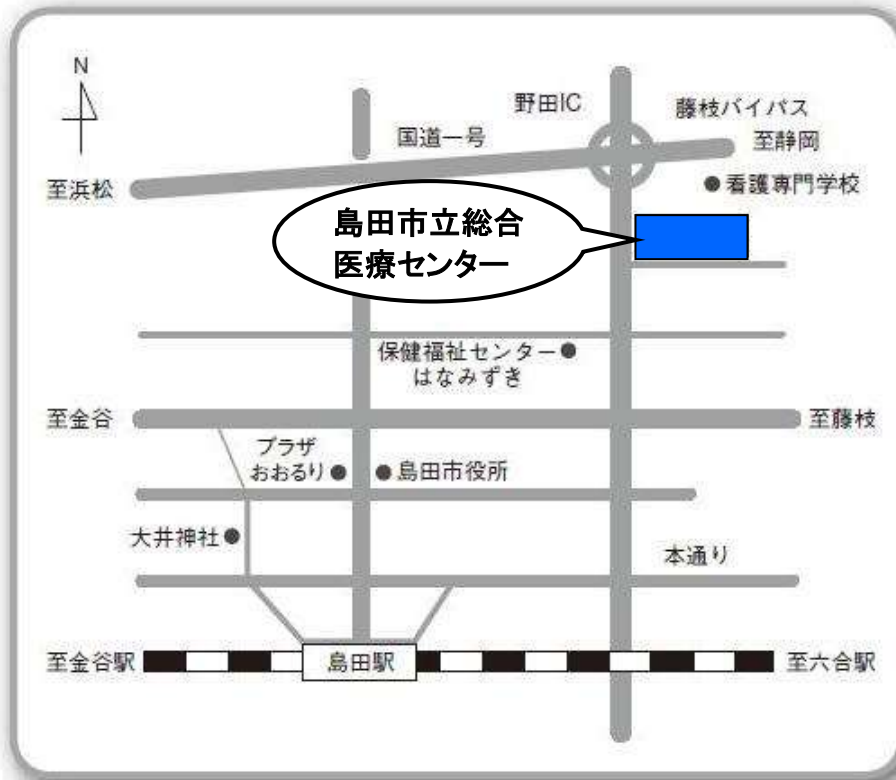 N
野田IC
藤枝バイパス
国道一号
至静岡
至浜松
看護専門学校
島田市立総合
医療センター
保健福祉センター
はなみずき
至金谷
至藤枝
プラザ
おおるり
島田市役所
大井神社
本通り
至金谷駅
島田駅
至六合駅